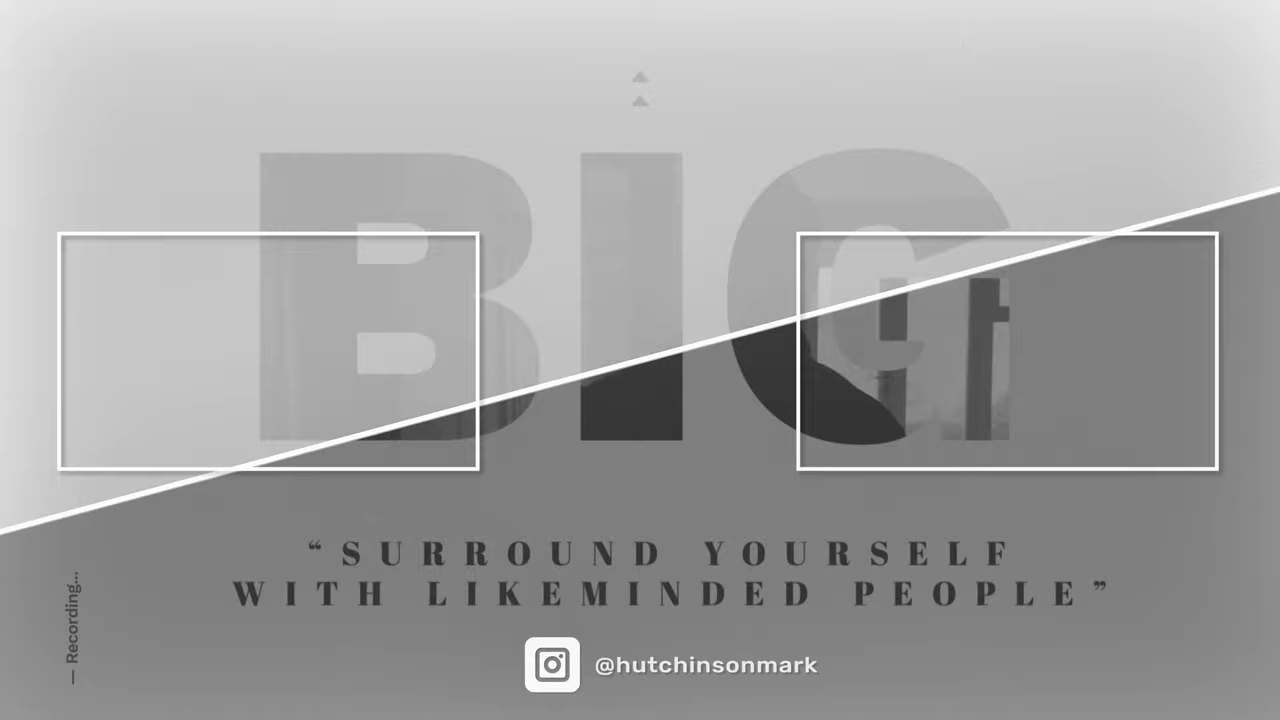 BIG
“SURROUND YOURSELF
WITH LIKEMINDED PEOPLE”
— Recording...
@hutchinsonmark